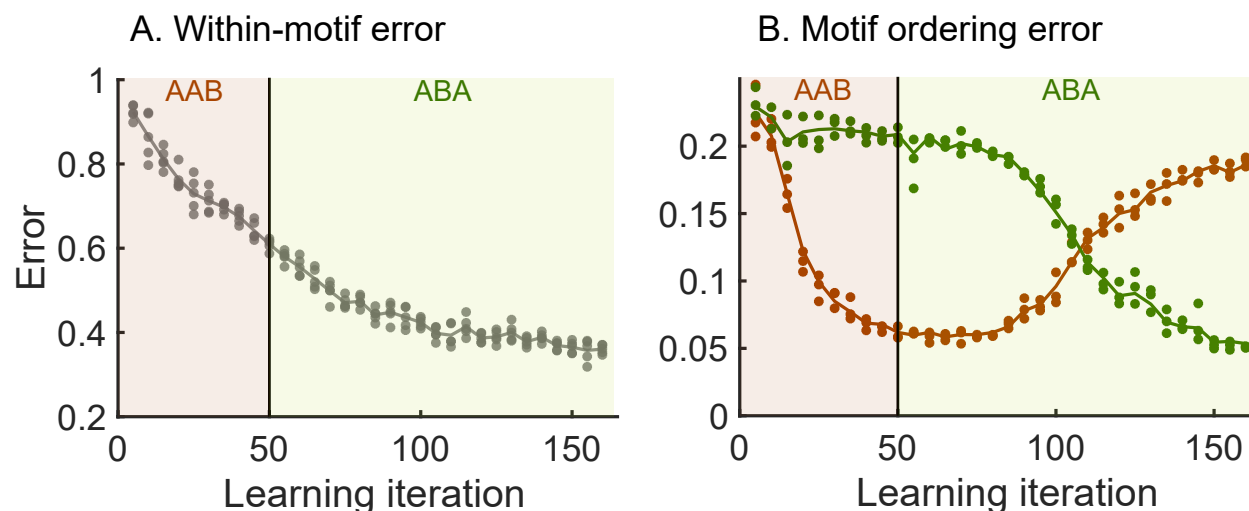 A. Within-motif error
B. Motif ordering error
AAB
ABA
AAB
ABA
1
0.8
0.6
0.4
0.2
Error
0
50
100
150
Learning iteration
0.2
0.15
0.1
0.05
0
0
50
100
150
Learning iteration